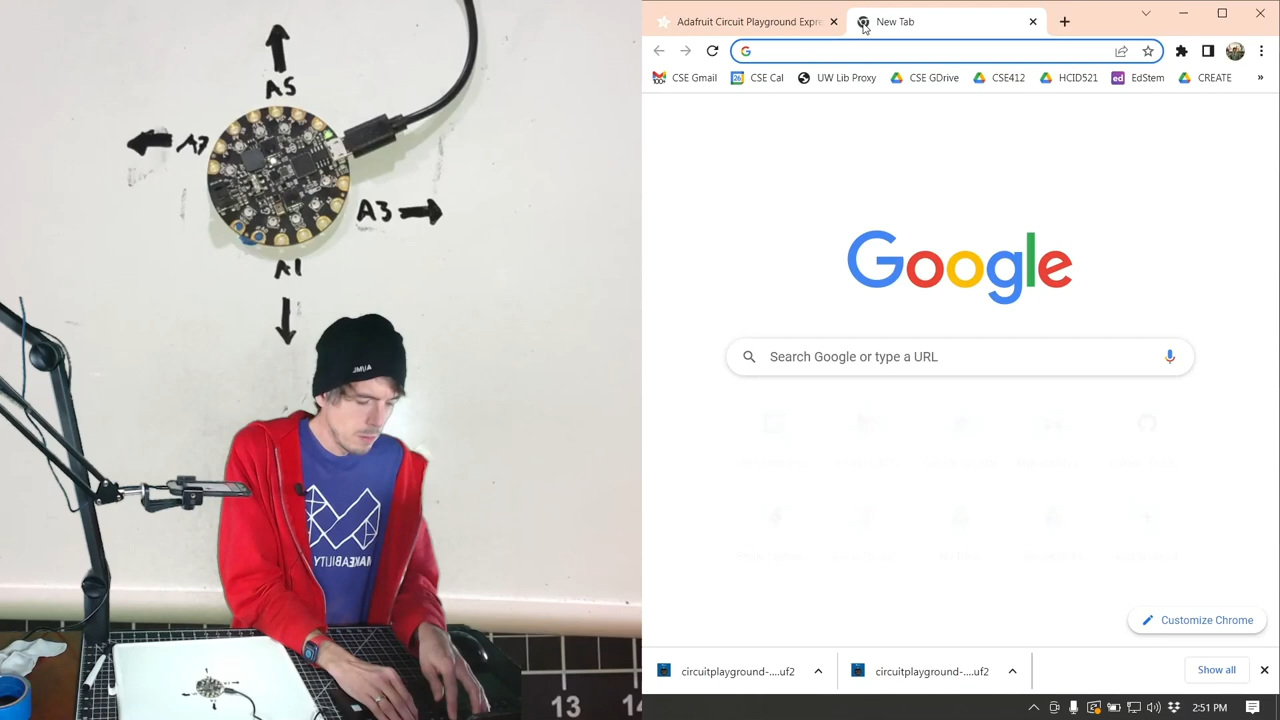 A5
A7
A3
A1
JMIJA
MAKEABILITY
13
Adafruit Circuit Playground Expre
New Tab
CSE Gmail
CSE Cal
UW Lib Proxy
CSE GDrive
CSE412
HCID521
ed EdStem
CREATE
»
Google
Search Google or type a URL
Customize Chrome
circuitplayground-....uf2
circuitplayground-....uf2
Show all
2:51 PM